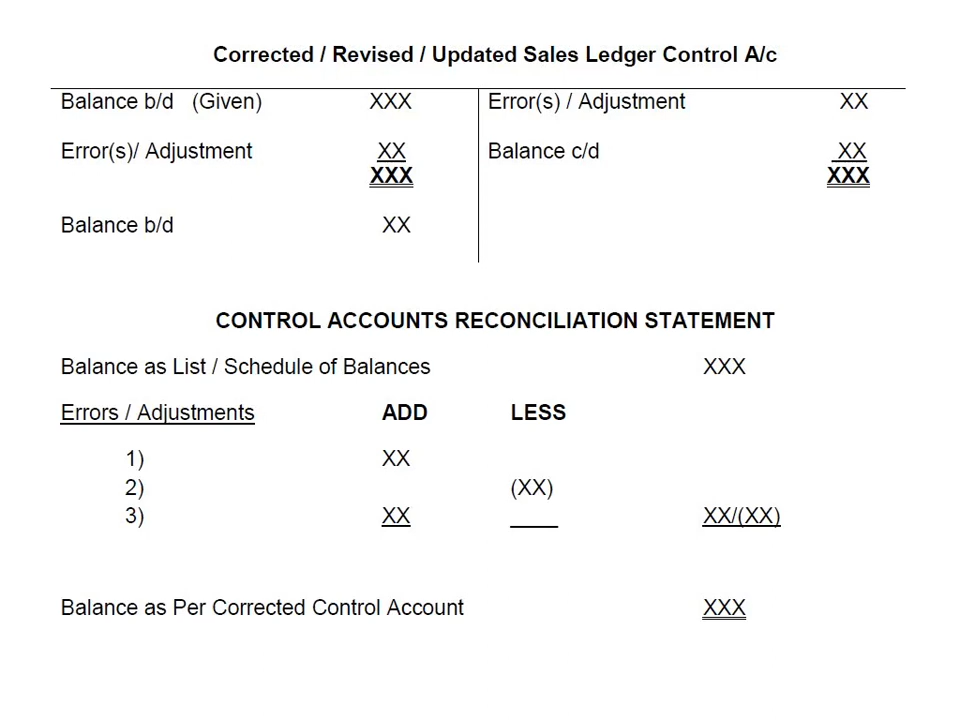 Corrected / Revised / Updated Sales Ledger Control A/c
Balance b/d (Given) XXX Error(s) / Adjustment XX
Error(s)/ Adjustment XX Balance c/d XX
XXX XXX
Balance b/d XX
CONTROL ACCOUNTS RECONCILIATION STATEMENT
Balance as List / Schedule of Balances XXX
Errors / Adjustments ADD LESS
1) XX
2) (XX)
3) XX XX/(XX)
Balance as Per Corrected Control Account XXX